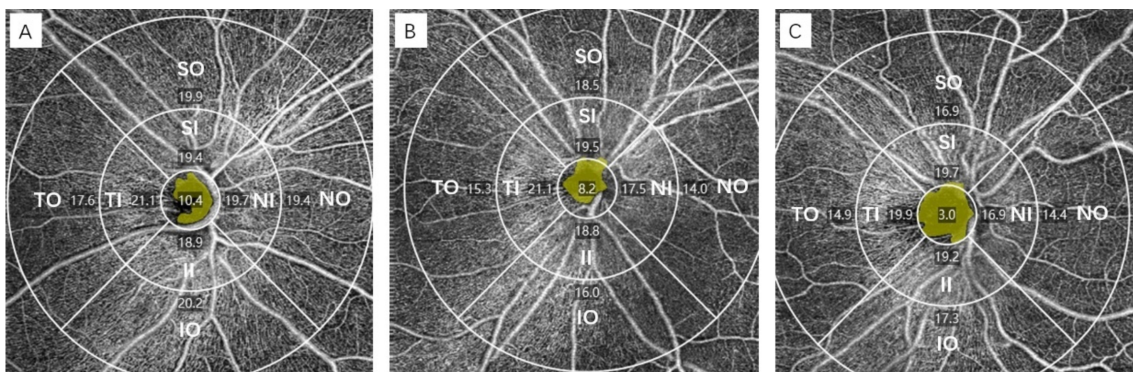 A
SO
19.9
SI
19.4
TO 17.6 TI 21.1 10.4 19.7 NI 19.4 NO
18.9
II
20.2
IO
B
SO
18.5
SI
19.5
TO 15.3 TI 21.1 8.2 17.5 NI 14.0 NO
18.8
II
16.0
IO
C
SO
16.9
SI
19.7
TO 14.9 TI 19.9 3.0 16.9 NI 14.4 NO
19.2
II
17.3
IO